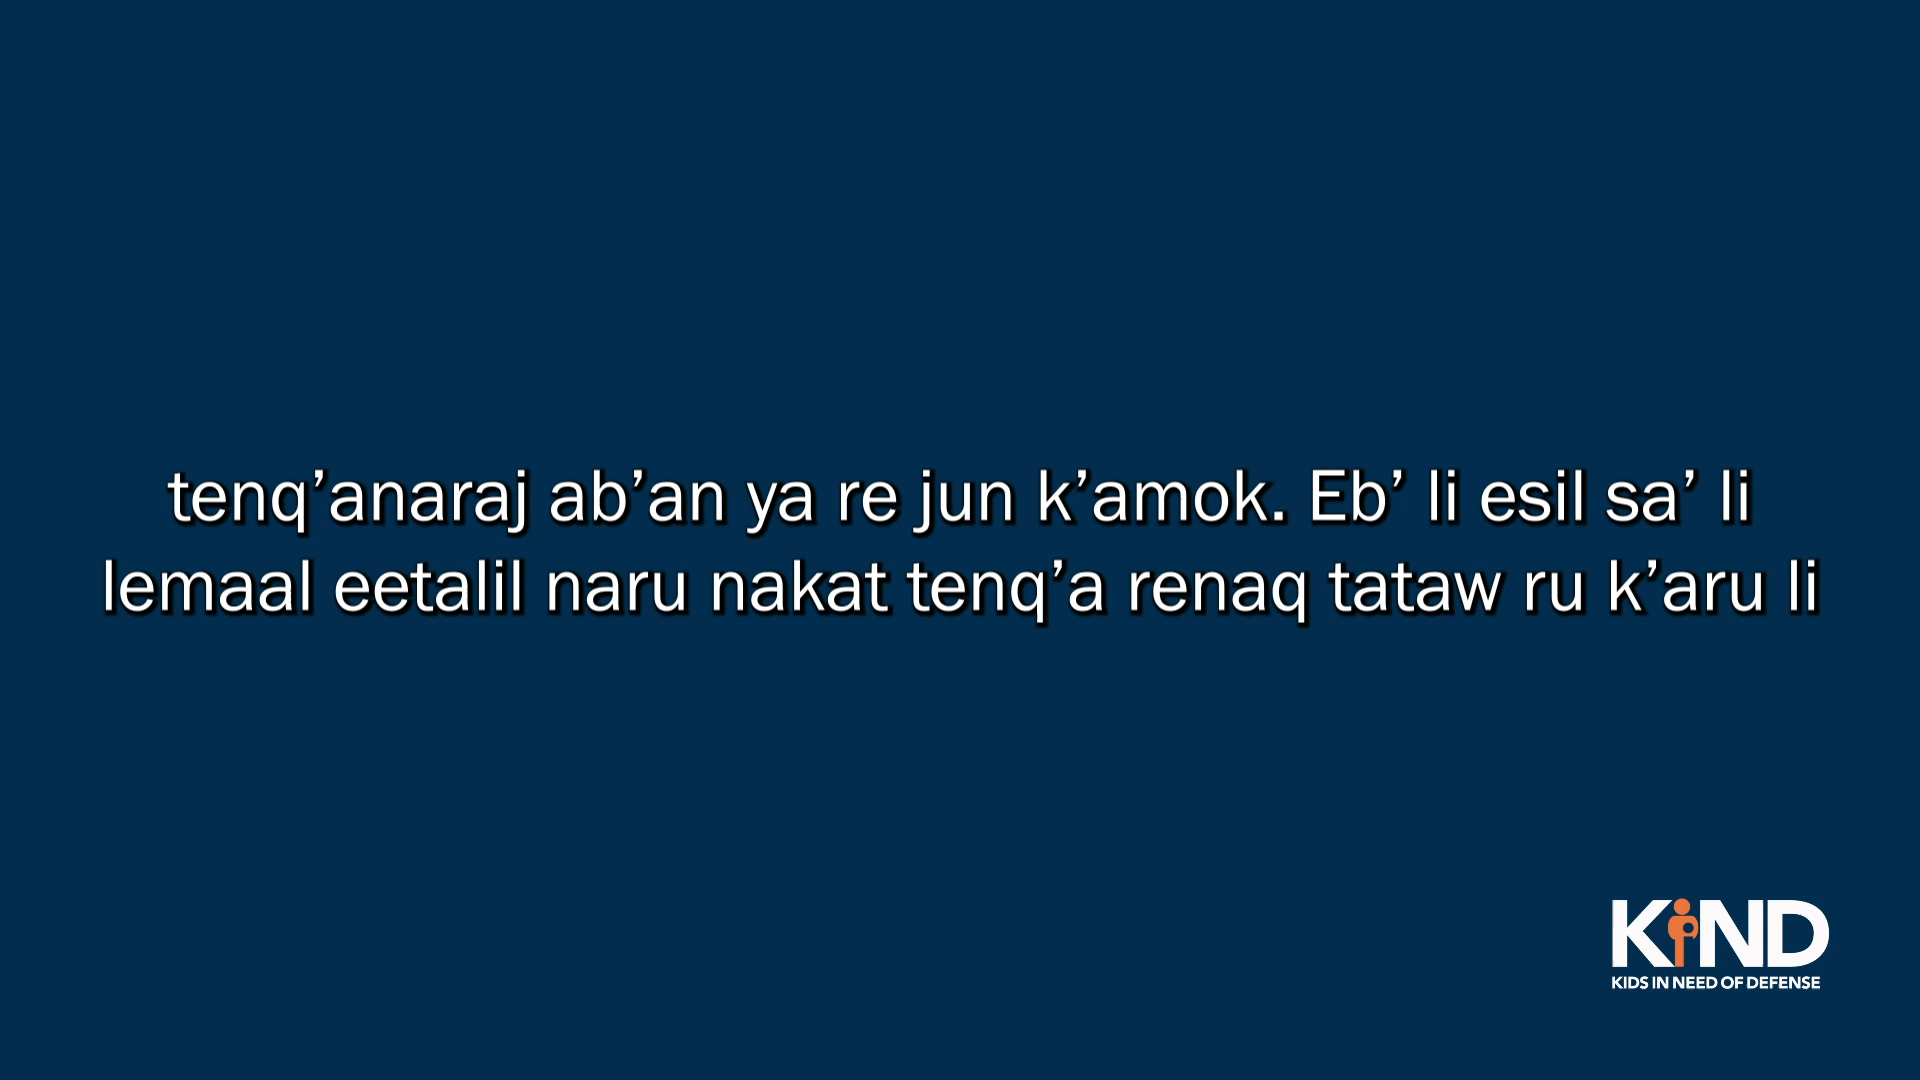 tenq’anaraj ab’an ya re jun k’amok. Eb’ li esil sa’ li
lemaal eetalil naru nakat tenq’a renaq tataw ru k’aru li
KiND
KIDS IN NEED OF DEFENSE